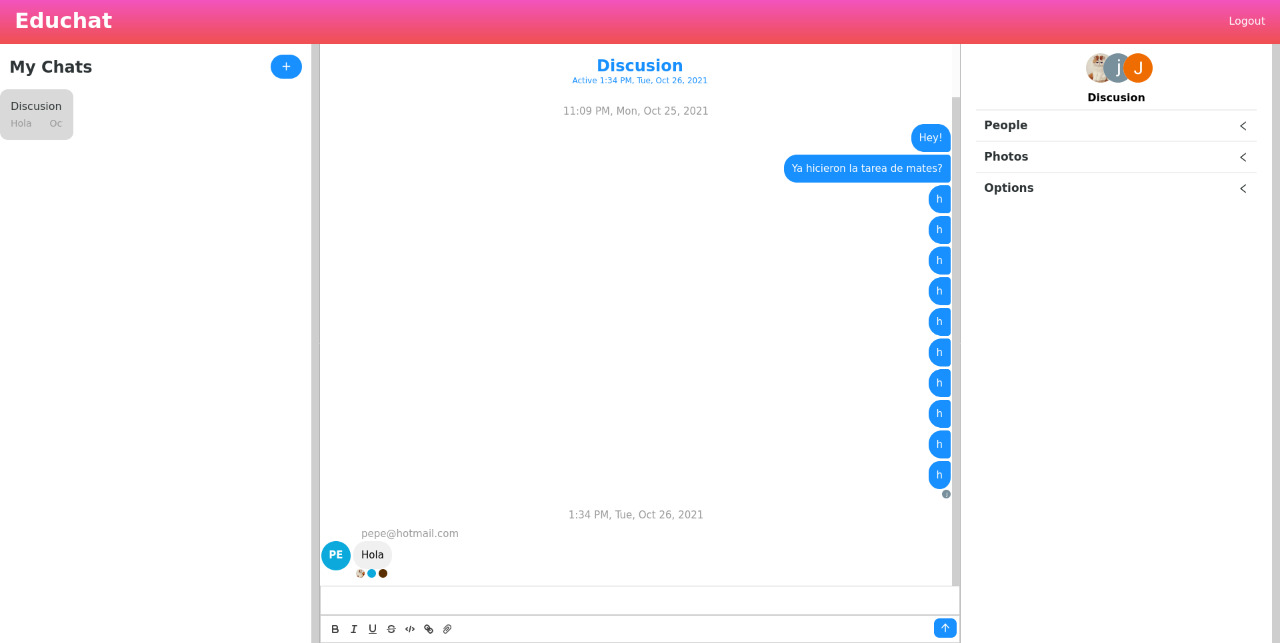 Educhat
Logout
My Chats
+
Discusion
Hola Oc
Discusion
Active 1:34 PM, Tue, Oct 26, 2021
11:09 PM, Mon, Oct 25, 2021
Hey!
Ya hicieron la tarea de mates?
h
h
h
h
h
h
h
h
h
h
1:34 PM, Tue, Oct 26, 2021
pepe@hotmail.com
PE
Hola
B I U S </>
j J
Discusion
People
Photos
Options